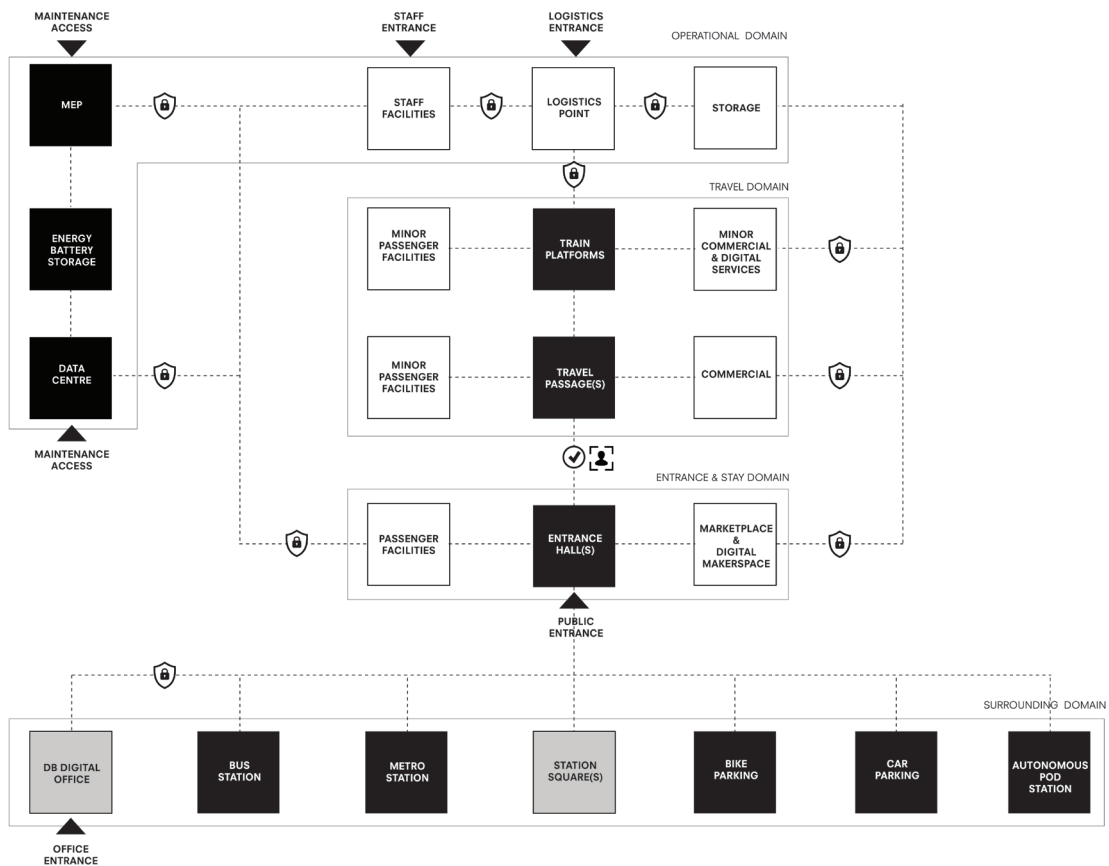 MAINTENANCE
ACCESS
STAFF
ENTRANCE
LOGISTICS
ENTRANCE
OPERATIONAL DOMAIN
MEP
STAFF
FACILITIES
LOGISTICS
POINT
STORAGE
TRAVEL DOMAIN
ENERGY
BATTERY
STORAGE
MINOR
PASSENGER
FACILITIES
TRAIN
PLATFORMS
MINOR
COMMERCIAL
& DIGITAL
SERVICES
DATA
CENTRE
MINOR
PASSENGER
FACILITIES
TRAVEL
PASSAGE(S)
COMMERCIAL
MAINTENANCE
ACCESS
ENTRANCE & STAY DOMAIN
PASSENGER
FACILITIES
ENTRANCE
HALL(S)
MARKETPLACE
&
DIGITAL
MAKERSPACE
PUBLIC
ENTRANCE
SURROUNDING DOMAIN
DB DIGITAL
OFFICE
BUS
STATION
METRO
STATION
STATION
SQUARE(S)
BIKE
PARKING
CAR
PARKING
AUTONOMOUS
POD
STATION
OFFICE
ENTRANCE